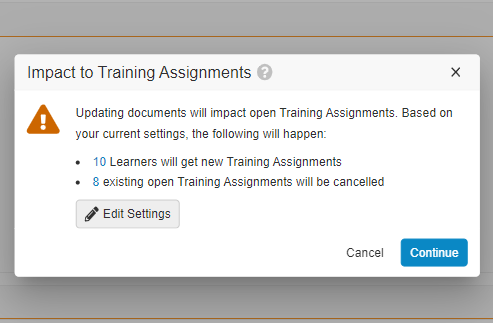 Impact to Training Assignments ?
Updating documents will impact open Training Assignments. Based on
your current settings, the following will happen:
• 10 Learners will get new Training Assignments
• 8 existing open Training Assignments will be cancelled
Edit Settings
Cancel Continue